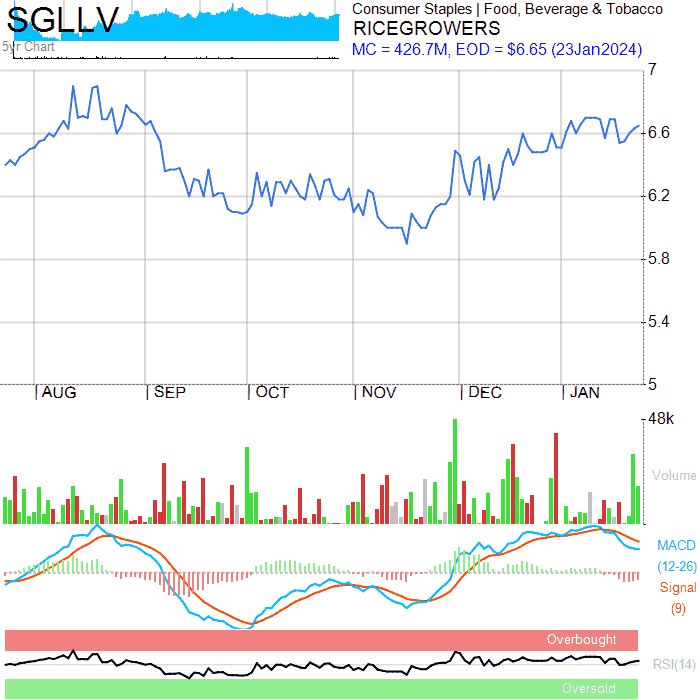 SGLLV
5yr Chart
Consumer Staples | Food, Beverage & Tobacco
RICEGROWERS
MC = 426.7M, EOD = $6.65 (23Jan2024)
7
6.6
6.2
5.8
5.4
5
AUG SEP OCT NOV DEC JAN
48k
Volume
MACD
(12-26)
Signal
(9)
Overbought
RSI(14)
Oversold